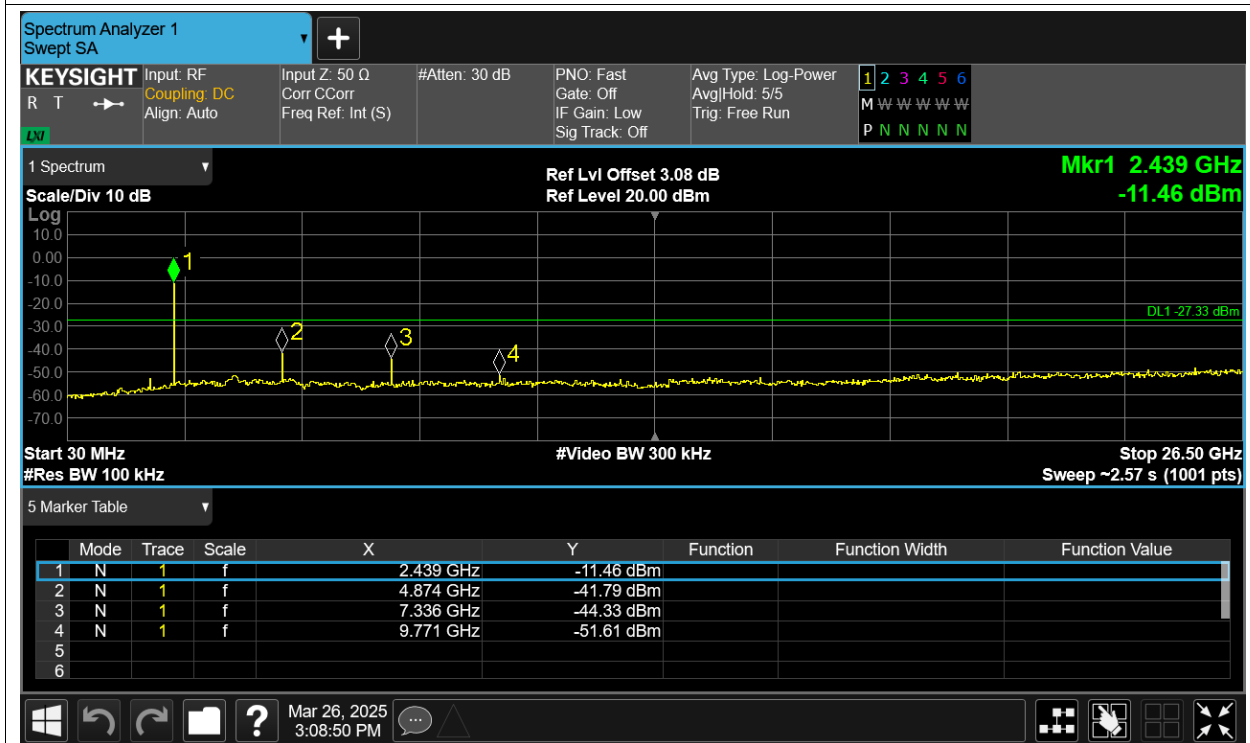 Spectrum Analyzer 1
Swept SA
KEYSIGHT
R T
LXI
Input: RF
Coupling: DC
Align: Auto
Input Z: 50 Ω
Corr CCorr
Freq Ref: Int (S)
#Atten: 30 dB
PNO: Fast
Gate: Off
IF Gain: Low
Sig Track: Off
Avg Type: Log-Power
Avg|Hold: 5/5
Trig: Free Run
1 2 3 4 5 6
M W W W W W
P N N N N N
1 Spectrum
Scale/Div 10 dB
Ref Lvl Offset 3.08 dB
Ref Level 20.00 dBm
Mkr1 2.439 GHz
-11.46 dBm
Log
10.0
0.00
-10.0
-20.0
-30.0
-40.0
-50.0
-60.0
-70.0
1
2
3
4
DL1 -27.33 dBm
Start 30 MHz
#Video BW 300 kHz
Stop 26.50 GHz
#Res BW 100 kHz
Sweep ~2.57 s (1001 pts)
5 Marker Table
Mode Trace Scale X Y Function Function Width Function Value
1 N 1 f 2.439 GHz -11.46 dBm
2 N 1 f 4.874 GHz -41.79 dBm
3 N 1 f 7.336 GHz -44.33 dBm
4 N 1 f 9.771 GHz -51.61 dBm
5
6
?
Mar 26, 2025
3:08:50 PM